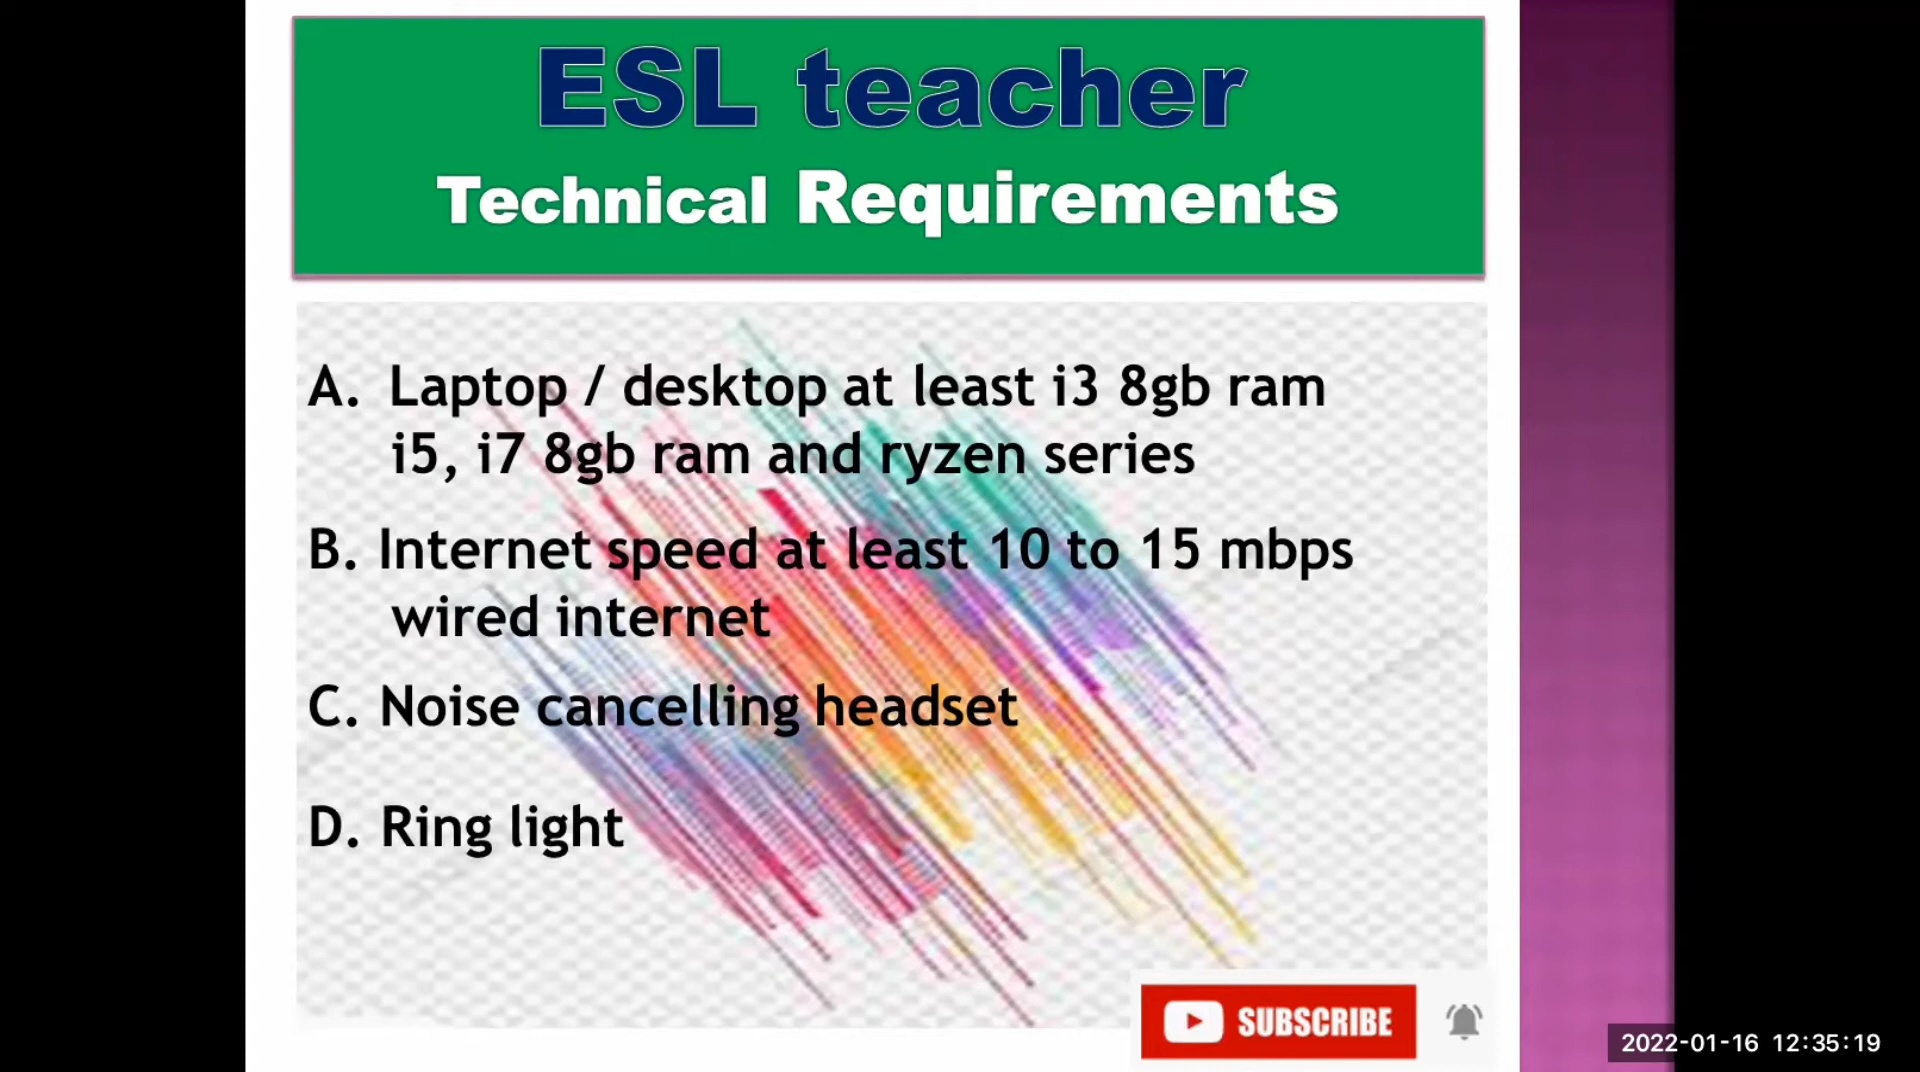 ESL teacher
Technical Requirements
A. Laptop / desktop at least i3 8gb ram
i5, i7 8gb ram and ryzen series
B. Internet speed at least 10 to 15 mbps
wired internet
C. Noise cancelling headset
D. Ring light
SUBSCRIBE
2022-01-16 12:35:19